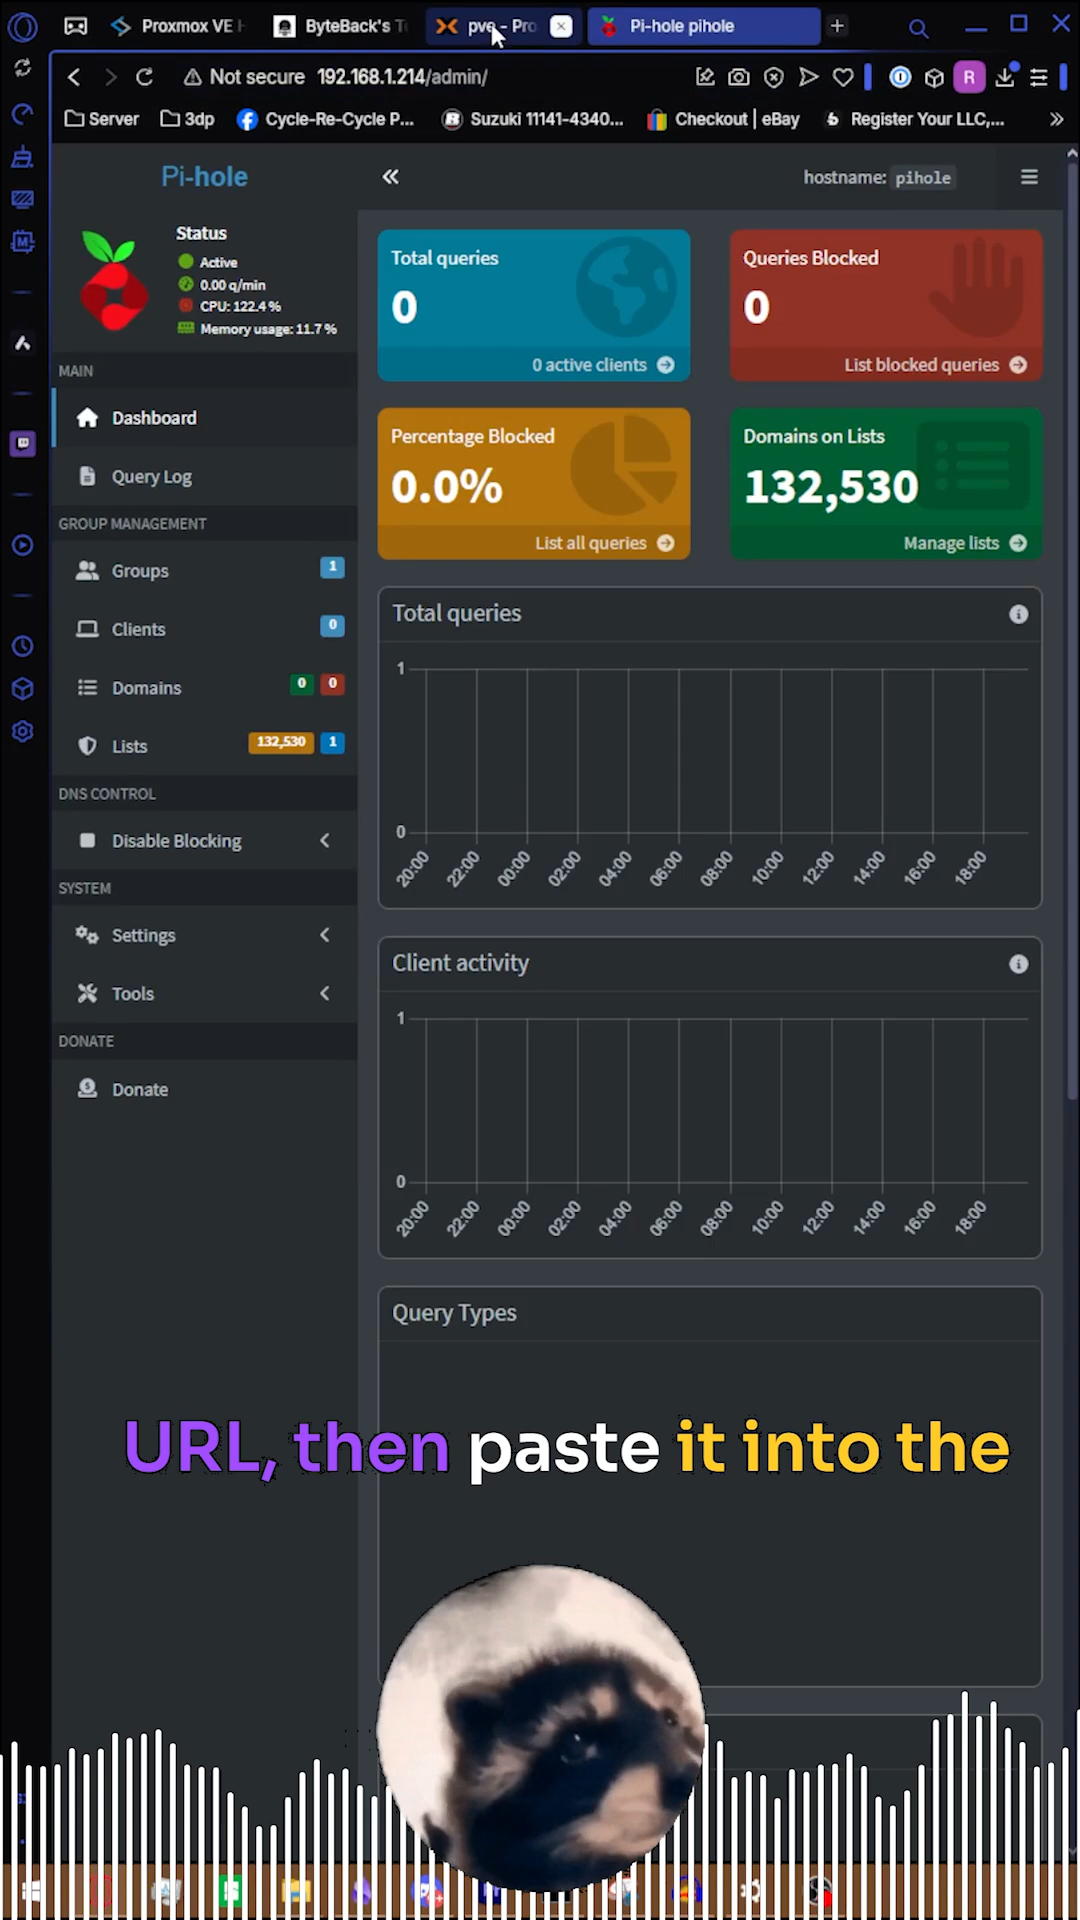 Proxmox VE H
ByteBack's T
pve - Pro
Pi-hole pihole
Not secure 192.168.1.214/admin/
R
Server
3dp
Cycle-Re-Cycle P...
Suzuki 11141-4340...
Checkout | eBay
Register Your LLC,...
Pi-hole
hostname: pihole
Status
Active
0.00 q/min
CPU: 122.4 %
Memory usage: 11.7 %
Total queries
0
0 active clients
Queries Blocked
0
List blocked queries
Percentage Blocked
0.0%
List all queries
Domains on Lists
132,530
Manage lists
MAIN
Dashboard
Query Log
GROUP MANAGEMENT
Groups 1
Clients 0
Domains 0 0
Lists 132,530 1
DNS CONTROL
Disable Blocking
SYSTEM
Settings
Tools
DONATE
Donate
Total queries
1
0
20:00 22:00 00:00 02:00 04:00 06:00 08:00 10:00 12:00 14:00 16:00 18:00
Client activity
1
0
20:00 22:00 00:00 02:00 04:00 06:00 08:00 10:00 12:00 14:00 16:00 18:00
Query Types
URL, then paste it into the